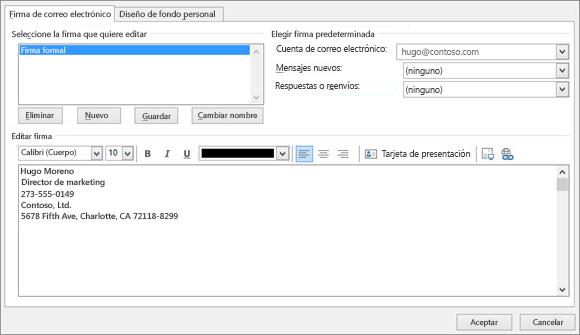 Firma de correo electrónico   Diseño de fondo personal
Seleccione la firma que quiere editar
Firma formal
Eliminar   Nuevo   Guardar   Cambiar nombre
Elegir firma predeterminada
Cuenta de correo electrónico:   hugo@contoso.com
Mensajes nuevos:   (ninguno)
Respuestas o reenvíos:   (ninguno)
Editar firma
Calibri (Cuerpo)   10   B   I   U   Tarjeta de presentación
Hugo Moreno
Director de marketing
273-555-0149
Contoso, Ltd.
5678 Fifth Ave, Charlotte, CA 72118-8299
Aceptar   Cancelar